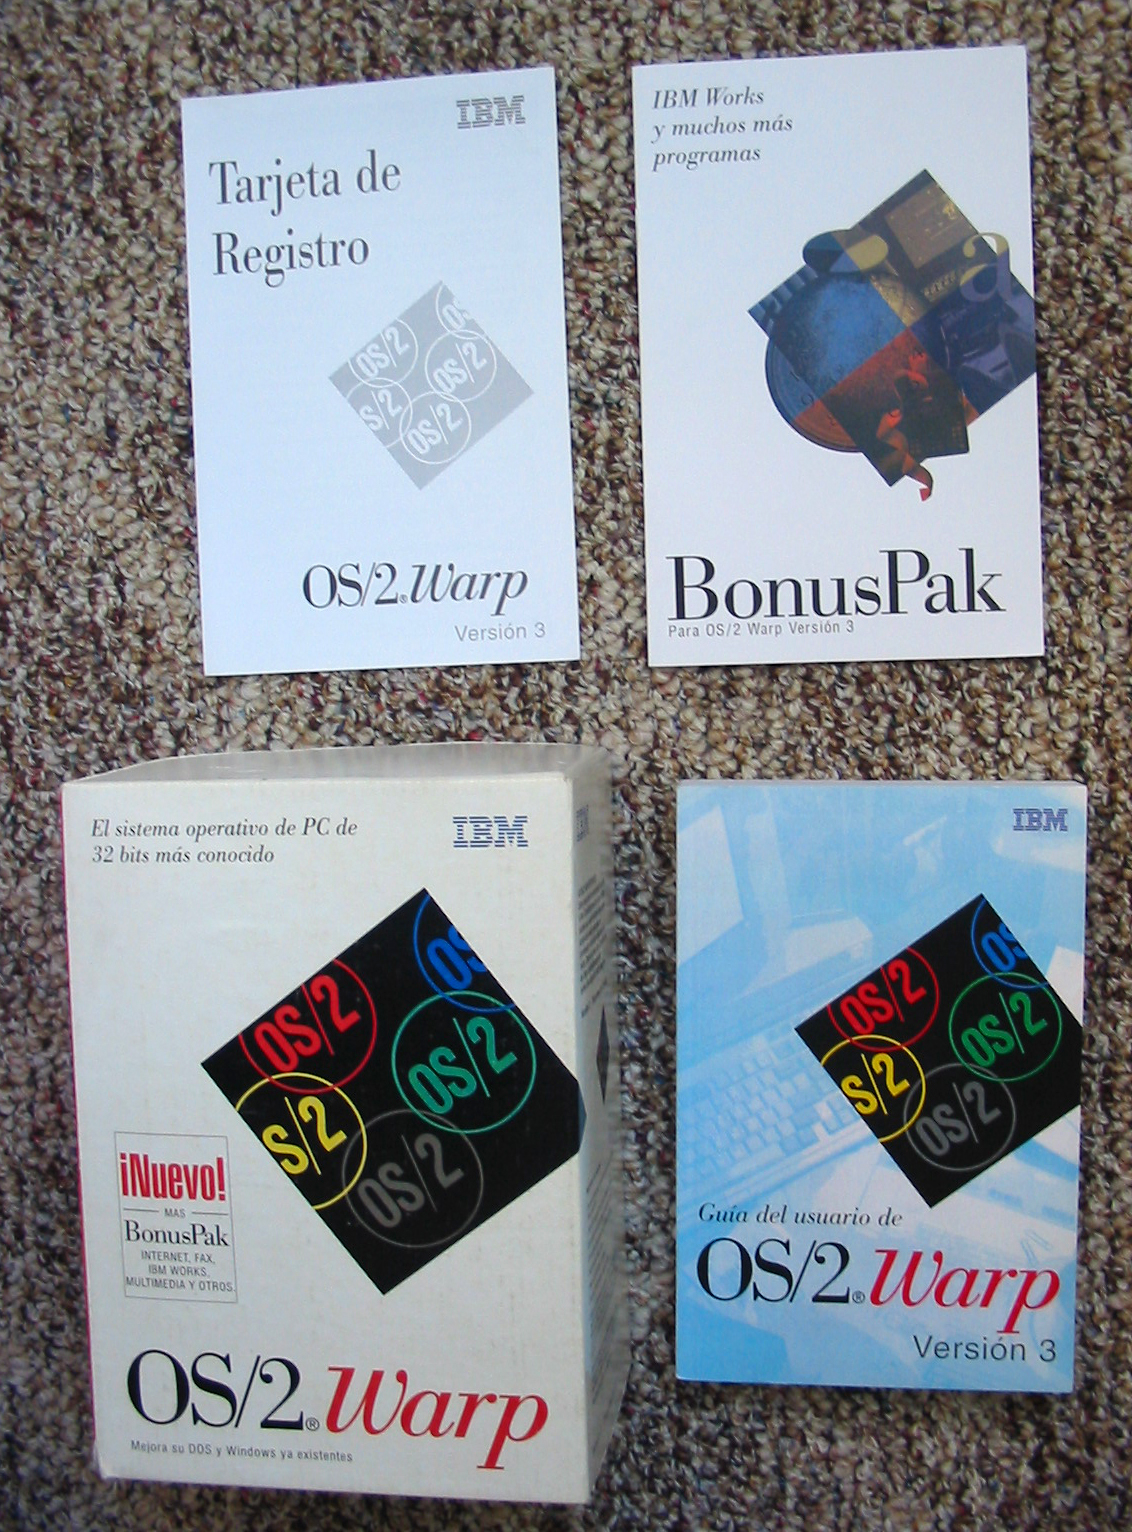 IBM
Tarjeta de
Registro
OS/2
OS
OS/2
S/2
OS/2
OS/2® Warp
Versión 3
IBM Works
y muchos más
programas
a
BonusPak
Para OS/2 Warp Versión 3
El sistema operativo de PC de
32 bits más conocido
IBM
OS/2
OS
OS/2
S/2
OS/2
¡Nuevo!
MAS
BonusPak
INTERNET, FAX,
IBM WORKS,
MULTIMEDIA Y OTROS.
OS/2® Warp
Mejora su DOS y Windows ya existentes
IBM
IBM
OS/2
OS
OS/2
S/2
OS/2
Guía del usuario de
OS/2® Warp
Versión 3